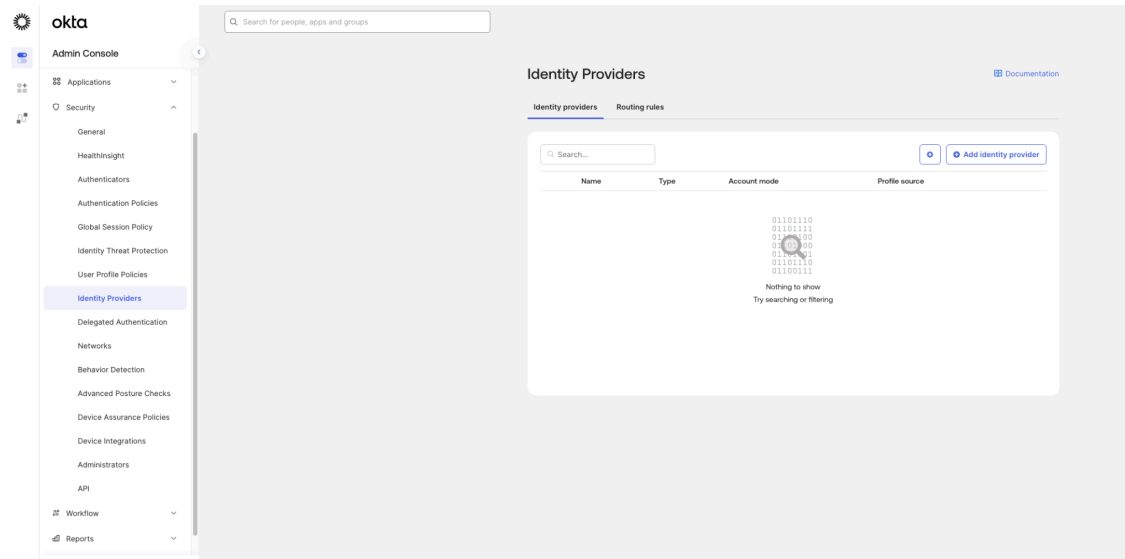 okta
Search for people, apps and groups
Admin Console
Applications
Security
General
HealthInsight
Authenticators
Authentication Policies
Global Session Policy
Identity Threat Protection
User Profile Policies
Identity Providers
Delegated Authentication
Networks
Behavior Detection
Advanced Posture Checks
Device Assurance Policies
Device Integrations
Administrators
API
Workflow
Reports
Identity Providers
Documentation
Identity providers Routing rules
Search... Add identity provider
Name Type Account mode Profile source
01101110
01101111
Nothing to show
Try searching or filtering
01101110
01100111